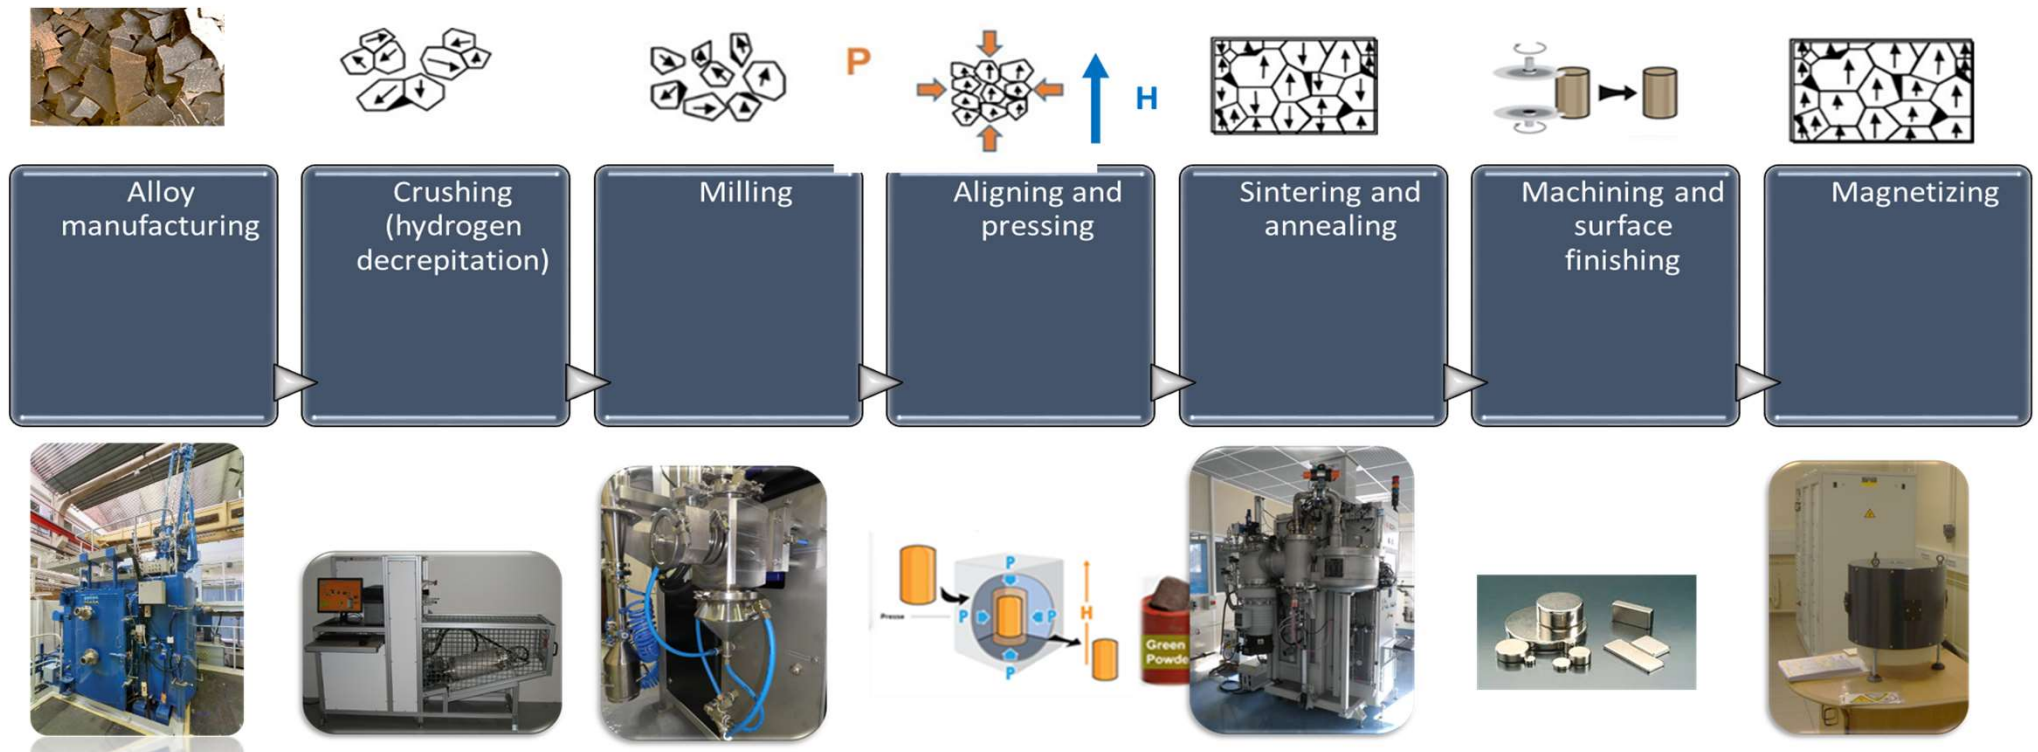 P
H
Alloy
manufacturing
Crushing
(hydrogen
decrepitation)
Milling
Aligning and
pressing
Sintering and
annealing
Machining and
surface
finishing
Magnetizing
P
P
P
P
H
Presse
Green
Powde